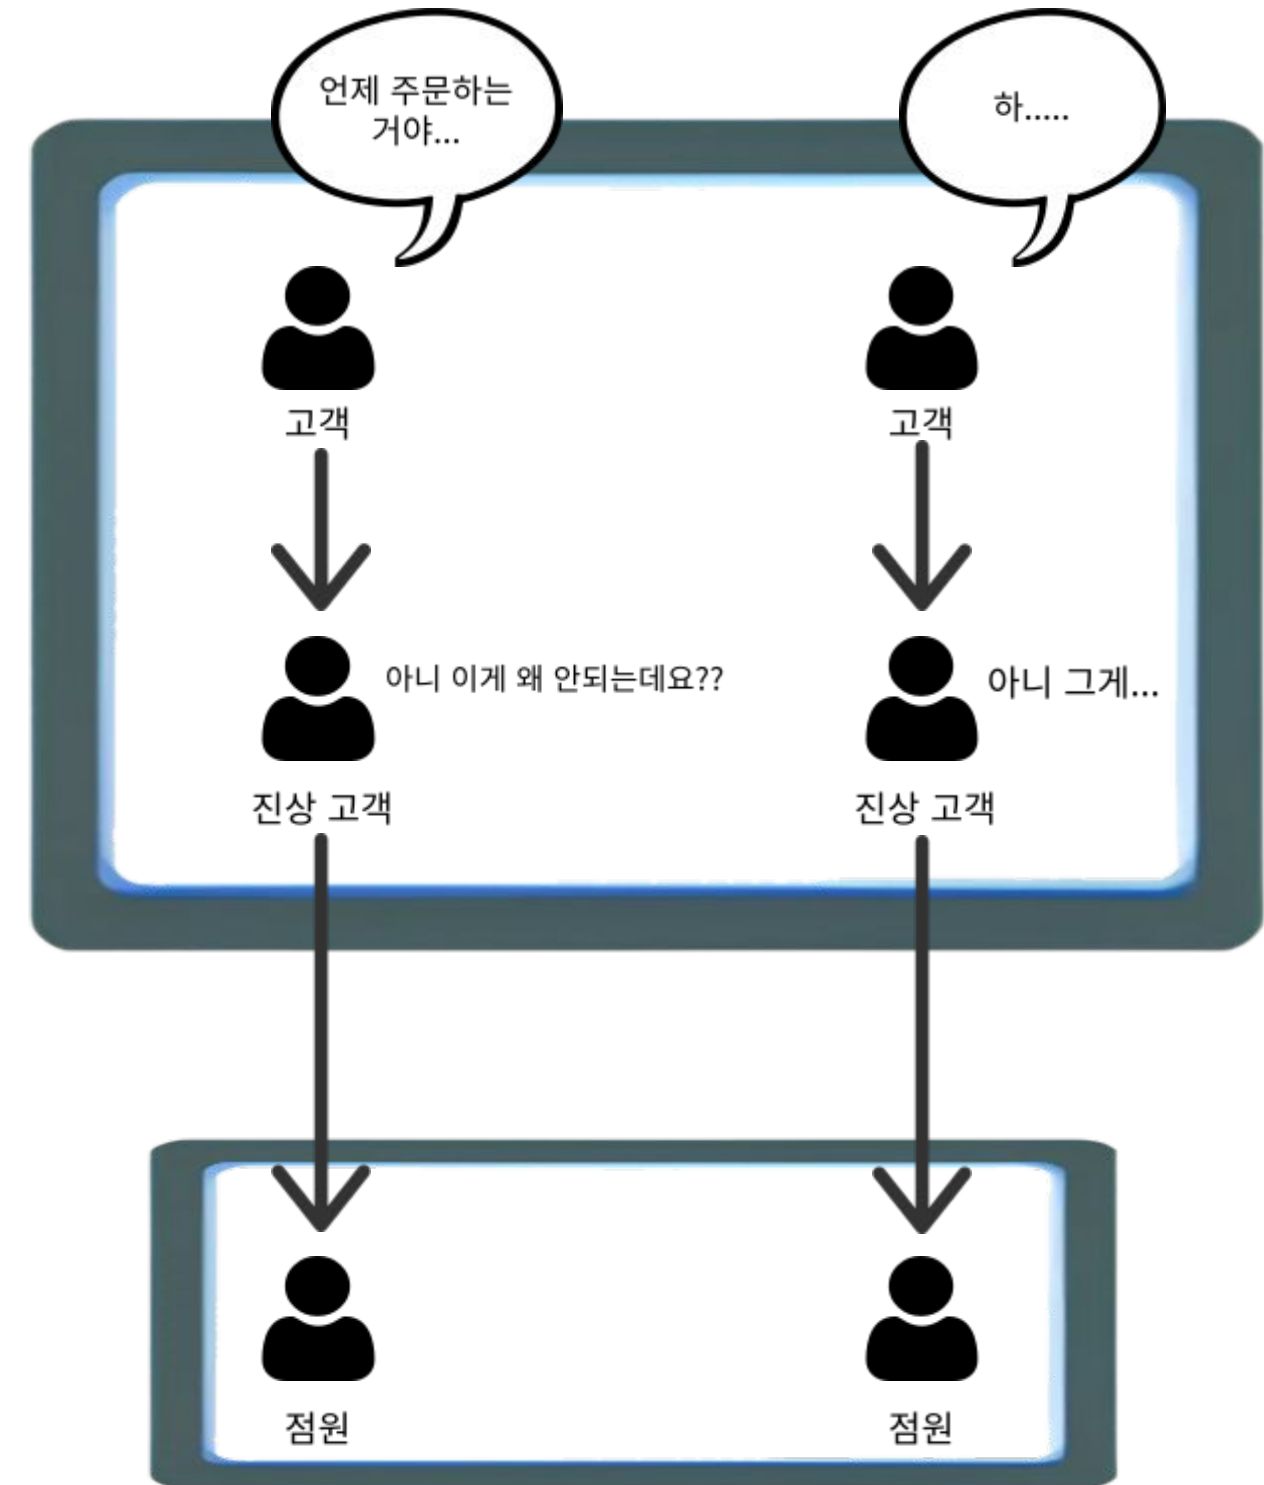 언제 주문하는
거야...
하.....
고객
고객
아니 이게 왜 안되는데요??
아니 그게...
진상 고객
진상 고객
점원
점원